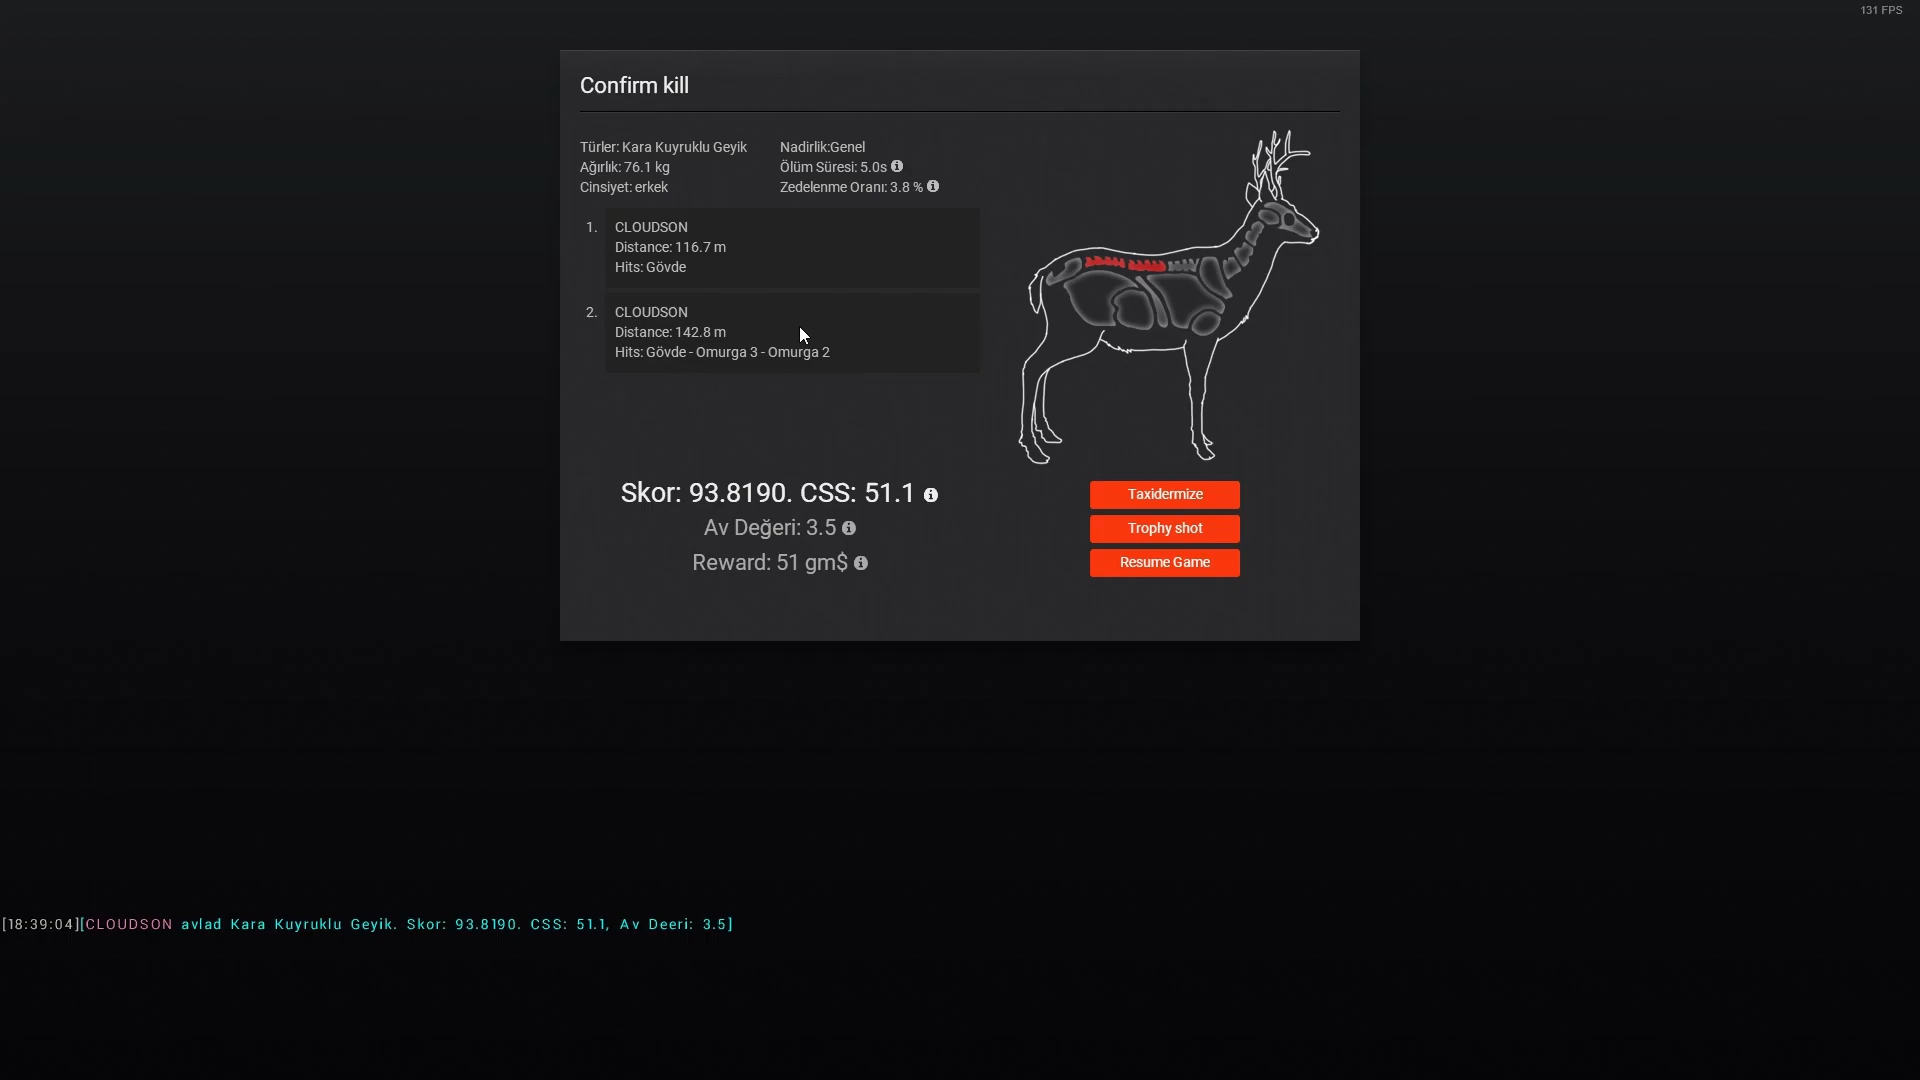 131 FPS
Confirm kill
Türler: Kara Kuyruklu Geyik
Ağırlık: 76.1 kg
Cinsiyet: erkek
Nadirlik:Genel
Ölüm Süresi: 5.0s
Zedelenme Oranı: 3.8 %
1. CLOUDSON
Distance: 116.7 m
Hits: Gövde
2. CLOUDSON
Distance: 142.8 m
Hits: Gövde - Omurga 3 - Omurga 2
Skor: 93.8190. CSS: 51.1
Av Değeri: 3.5
Reward: 51 gm$
Taxidermize
Trophy shot
Resume Game
[18:39:04][CLOUDSON avlad Kara Kuyruklu Geyik. Skor: 93.8190. CSS: 51.1, Av Deeri: 3.5]